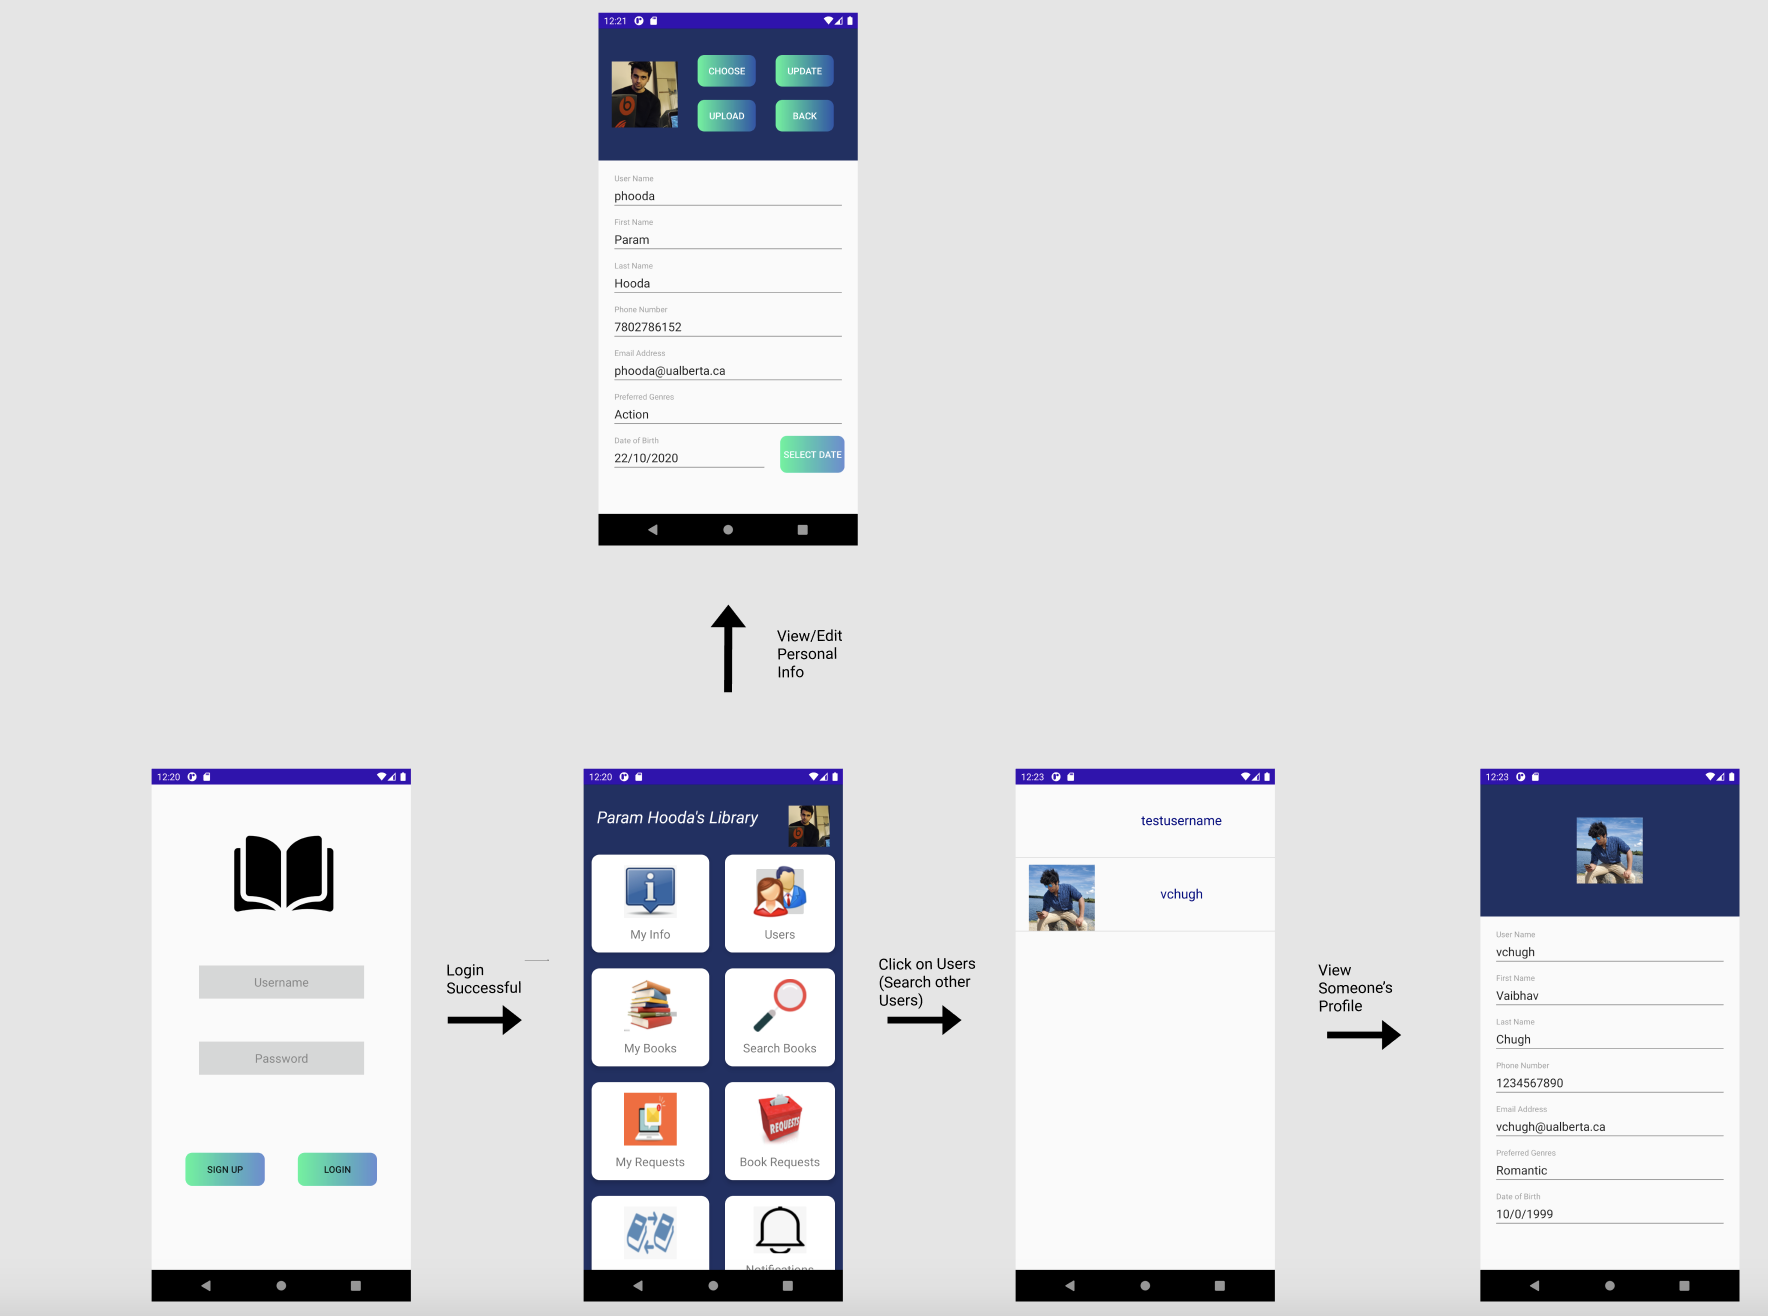 12:21
CHOOSE
UPDATE
UPLOAD
BACK
User Name
phooda
First Name
Param
Last Name
Hooda
Phone Number
7802786152
Email Address
phooda@ualberta.ca
Preferred Genres
Action
Date of Birth
22/10/2020
SELECT DATE
View/Edit
Personal
Info
12:20
Username
Password
SIGN UP
LOGIN
Login
Successful
12:20
Param Hooda's Library
My Info
Users
My Books
Search Books
My Requests
REQUESTS
Book Requests
Notifications
Click on Users
(Search other
Users)
12:23
testusername
vchugh
View
Someone's
Profile
12:23
User Name
vchugh
First Name
Vaibhav
Last Name
Chugh
Phone Number
1234567890
Email Address
vchugh@ualberta.ca
Preferred Genres
Romantic
Date of Birth
10/0/1999